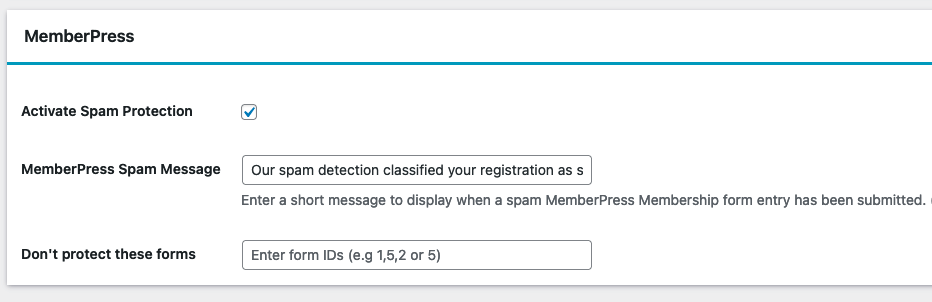 MemberPress
Activate Spam Protection
MemberPress Spam Message
Our spam detection classified your registration as s
Enter a short message to display when a spam MemberPress Membership form entry has been submitted. (
Don't protect these forms
Enter form IDs (e.g 1,5,2 or 5)